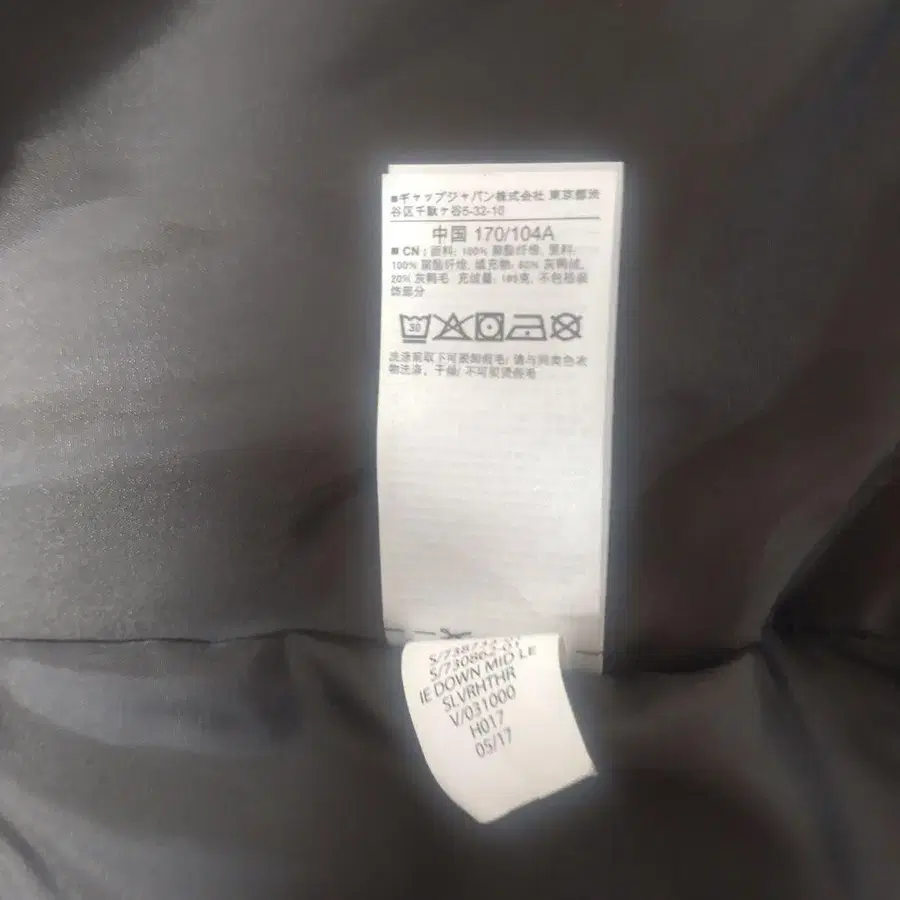 ■ギャップジャパン株式会社 東京都渋
谷区千駄ヶ谷5-32-10
中国 170/104A
■ CN : 面料: 100% 聚酯纤维, 里料:
100% 聚酯纤维, 填充物: 80% 灰鸭绒,
20% 灰鸭毛 充绒量: 185克, 不包括装
饰部分
30
洗涤前取下可脱卸假毛/ 请与同类色衣
物洗涤、干燥/ 不可熨烫假毛
IE DOWN MID LE
SLVRHTHR
V/031000
H017
05/17